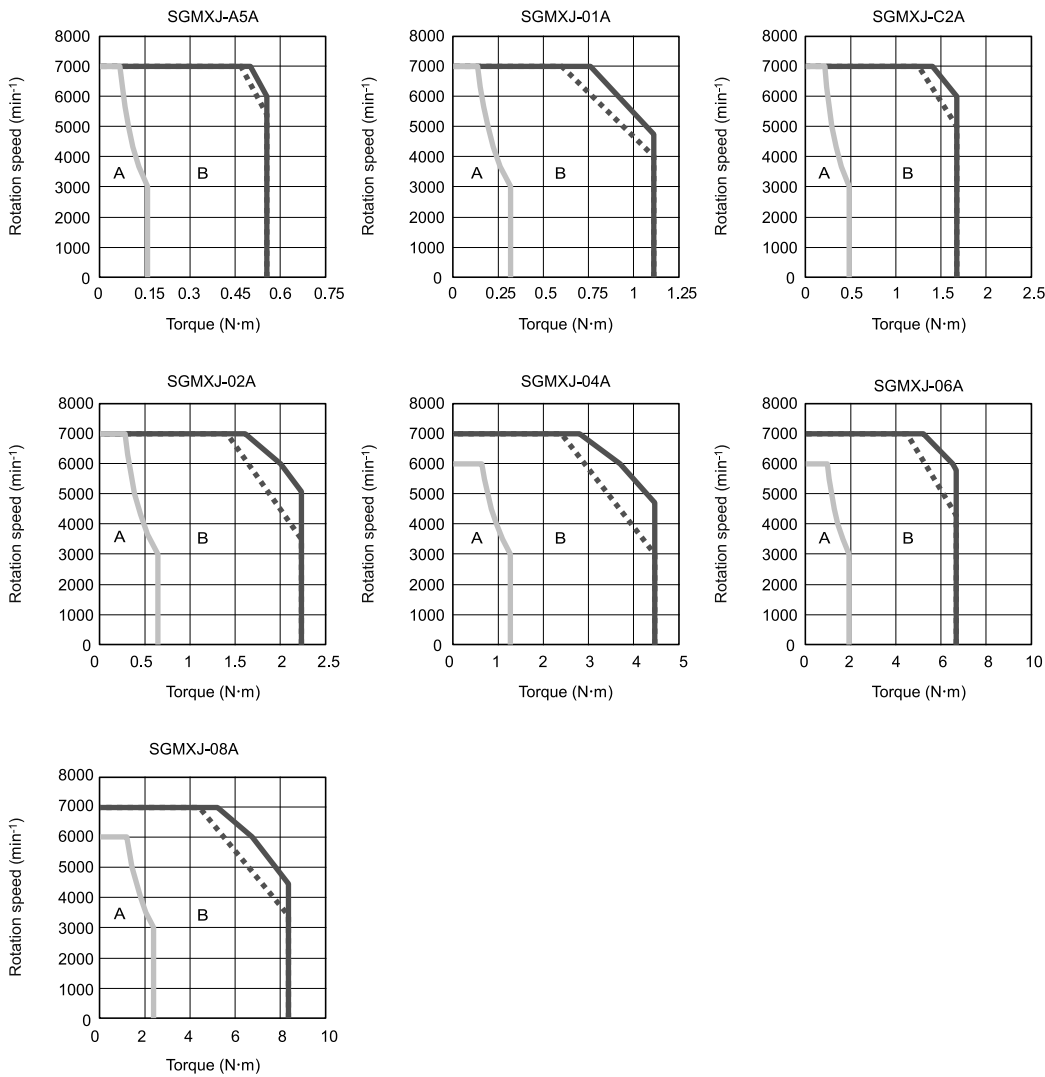 SGMXJ-A5A
8000
7000
6000
5000
4000
3000
2000
1000
0
Rotation speed (min-1)
A
B
0 0.15 0.3 0.45 0.6 0.75
Torque (N·m)
SGMXJ-01A
8000
7000
6000
5000
4000
3000
2000
1000
0
Rotation speed (min-1)
A
B
0 0.25 0.5 0.75 1 1.25
Torque (N·m)
SGMXJ-C2A
8000
7000
6000
5000
4000
3000
2000
1000
0
Rotation speed (min-1)
A
B
0 0.5 1 1.5 2 2.5
Torque (N·m)
SGMXJ-02A
8000
7000
6000
5000
4000
3000
2000
1000
0
Rotation speed (min-1)
A
B
0 0.5 1 1.5 2 2.5
Torque (N·m)
SGMXJ-04A
8000
7000
6000
5000
4000
3000
2000
1000
0
Rotation speed (min-1)
A
B
0 1 2 3 4 5
Torque (N·m)
SGMXJ-06A
8000
7000
6000
5000
4000
3000
2000
1000
0
Rotation speed (min-1)
A
B
0 2 4 6 8 10
Torque (N·m)
SGMXJ-08A
8000
7000
6000
5000
4000
3000
2000
1000
0
Rotation speed (min-1)
A
B
0 2 4 6 8 10
Torque (N·m)